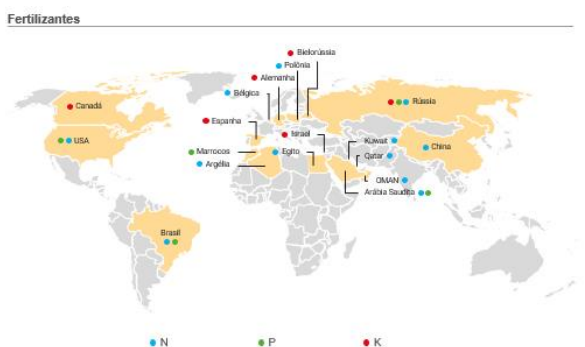 Fertilizantes
Bielorússia
Polônia
Alemanha
Bélgica
Canadá
Rússia
Espanha
Israel
USA
Kuwait
China
Marrocos
Egito
Qatar
Argélia
OMAN
Arábia Saudita
Brasil
N
P
K